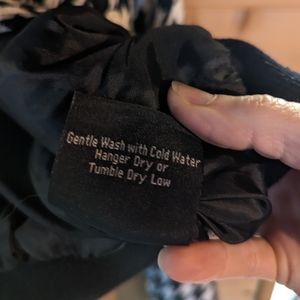 Gentle Wash with Cold Water
Hanger Dry or
Tumble Dry Low